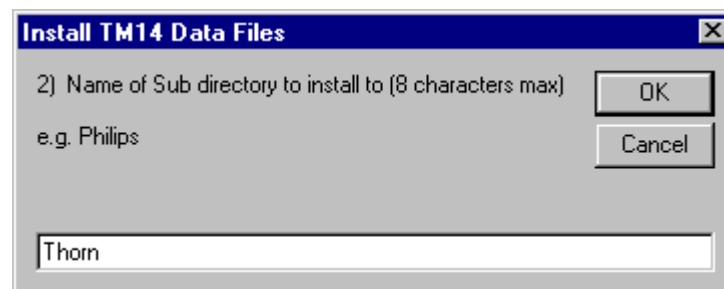 Install TM14 Data Files
2) Name of Sub directory to install to (8 characters max)
OK
e.g. Philips
Cancel
Thorn